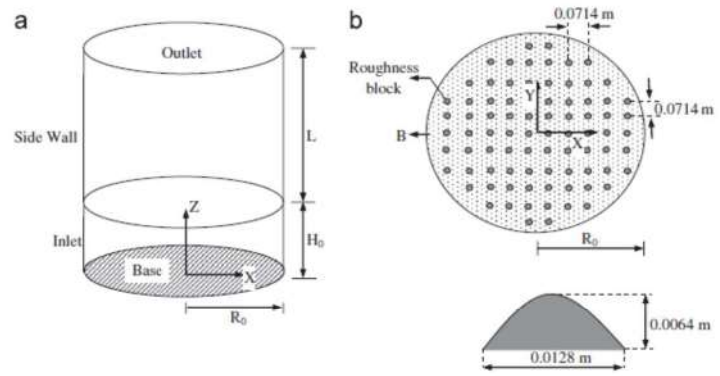 a
Outlet
Side Wall
L
Z
Inlet
H₀
Base
X
R₀
b
0.0714 m
Roughness
block
Y
0.0714 m
B
X
R₀
0.0064 m
0.0128 m